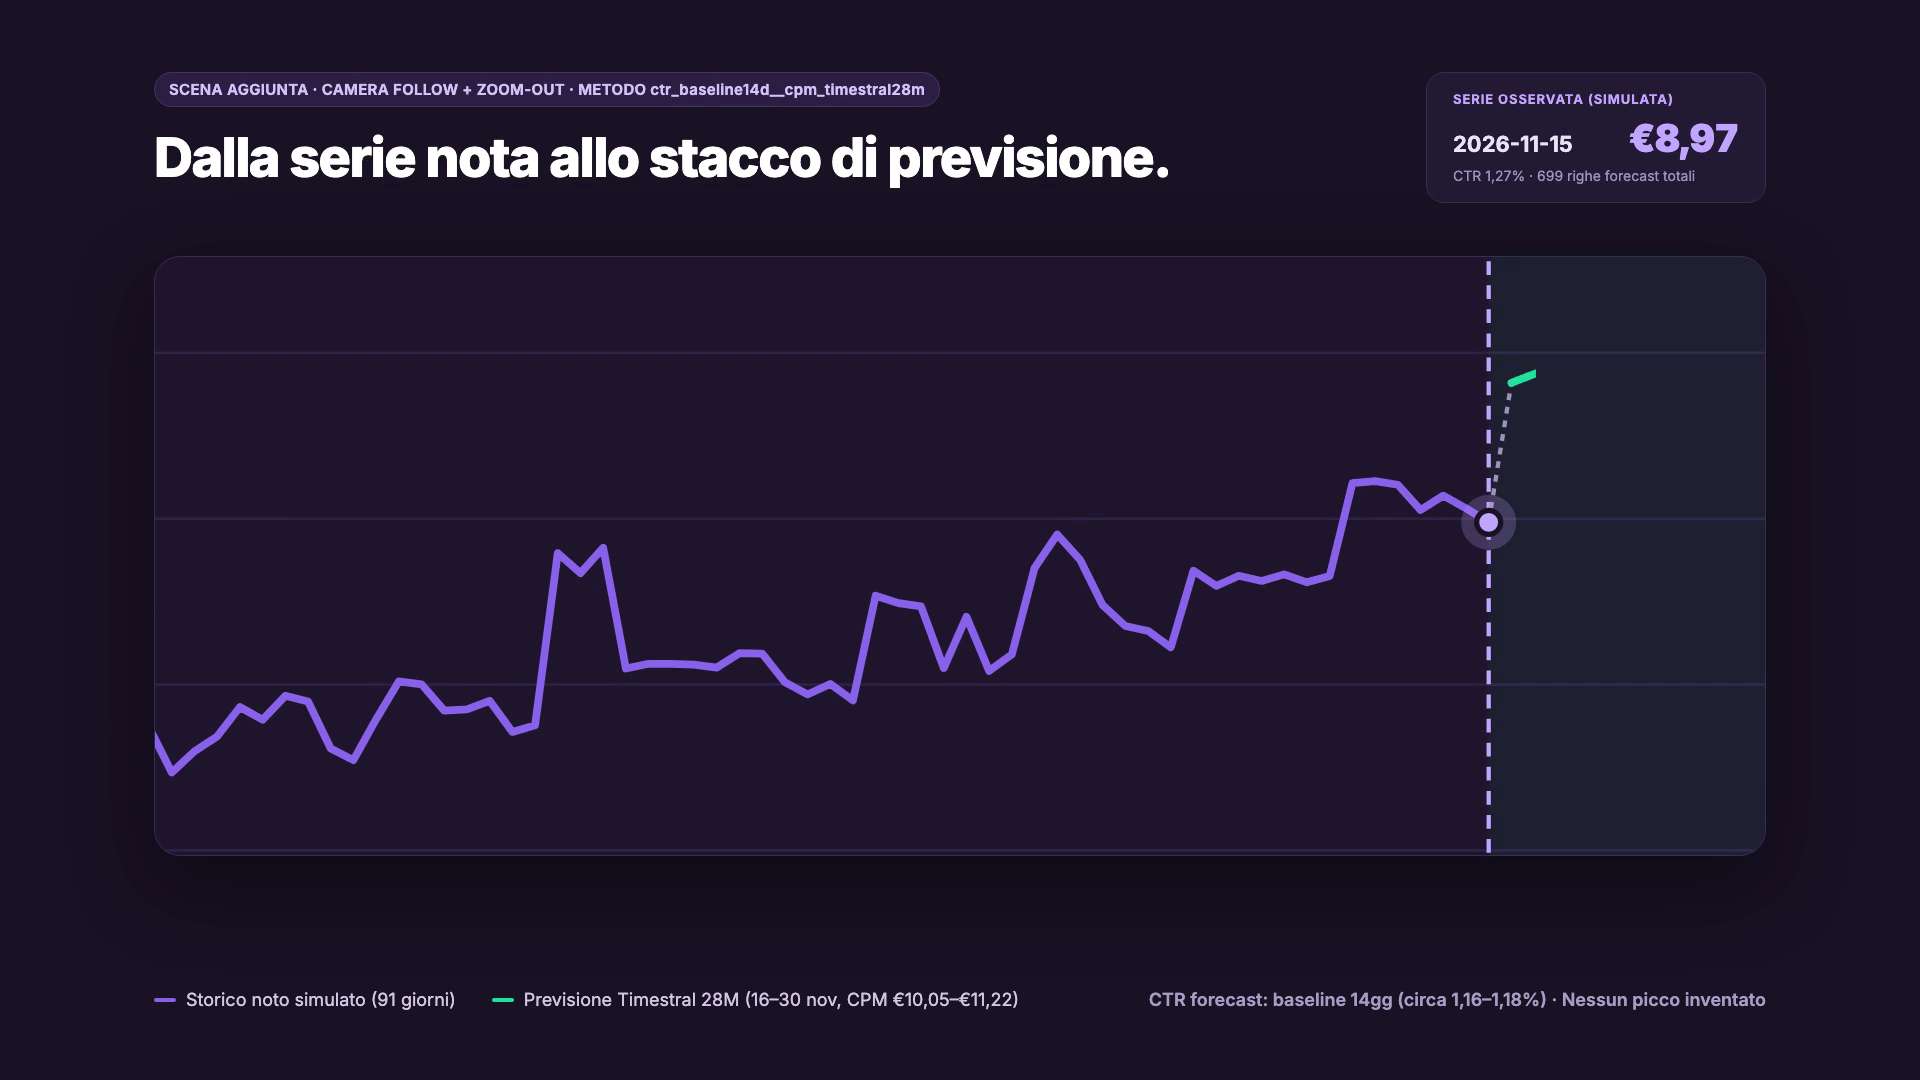 SCENA AGGIUNTA · CAMERA FOLLOW + ZOOM-OUT · METODO ctr_baseline14d__cpm_timestral28m
Dalla serie nota allo stacco di previsione.
SERIE OSSERVATA (SIMULATA)
2026-11-15 €8,97
CTR 1,27% · 699 righe forecast totali
Storico noto simulato (91 giorni)
Previsione Timestral 28M (16–30 nov, CPM €10,05–€11,22)
CTR forecast: baseline 14gg (circa 1,16–1,18%) · Nessun picco inventato